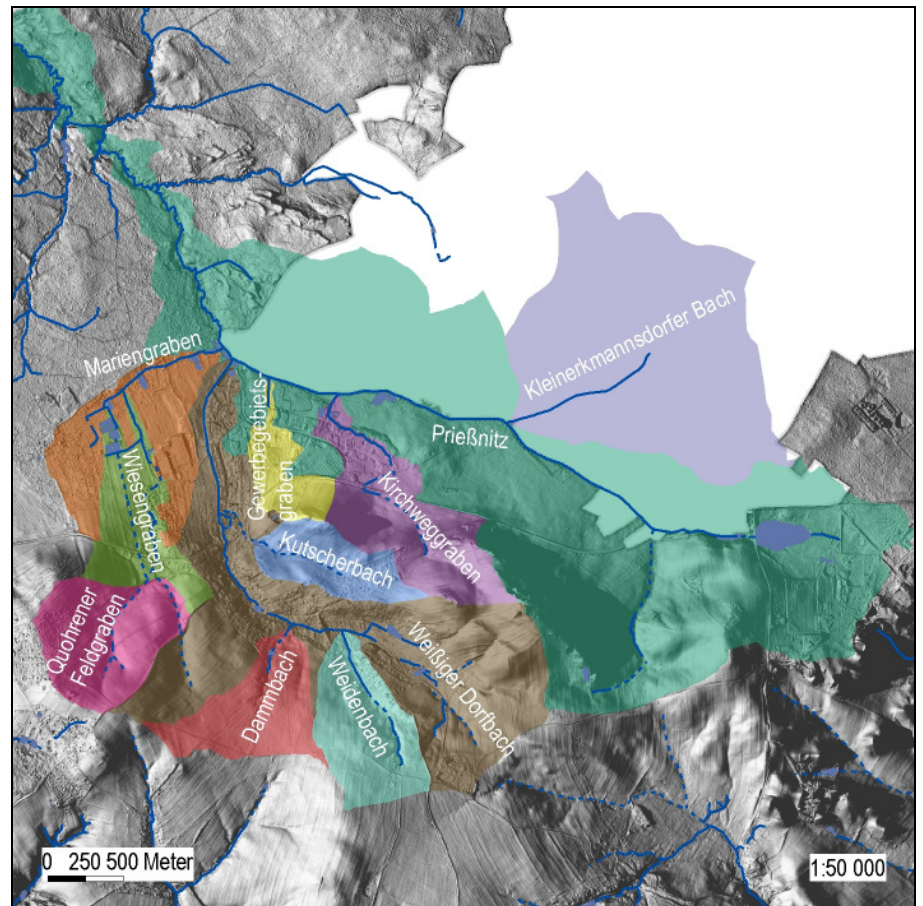 Mariengraben
Kleinerkmannsdorfer Bach
Gewerbegebiets-
graben
Prießnitz
Wiesengraben
Kirchweggraben
Kutscherbach
Quohrener
Feldgraben
Dammbach
Weidenbach
Weißiger Dorfbach
0 250 500 Meter
1:50 000